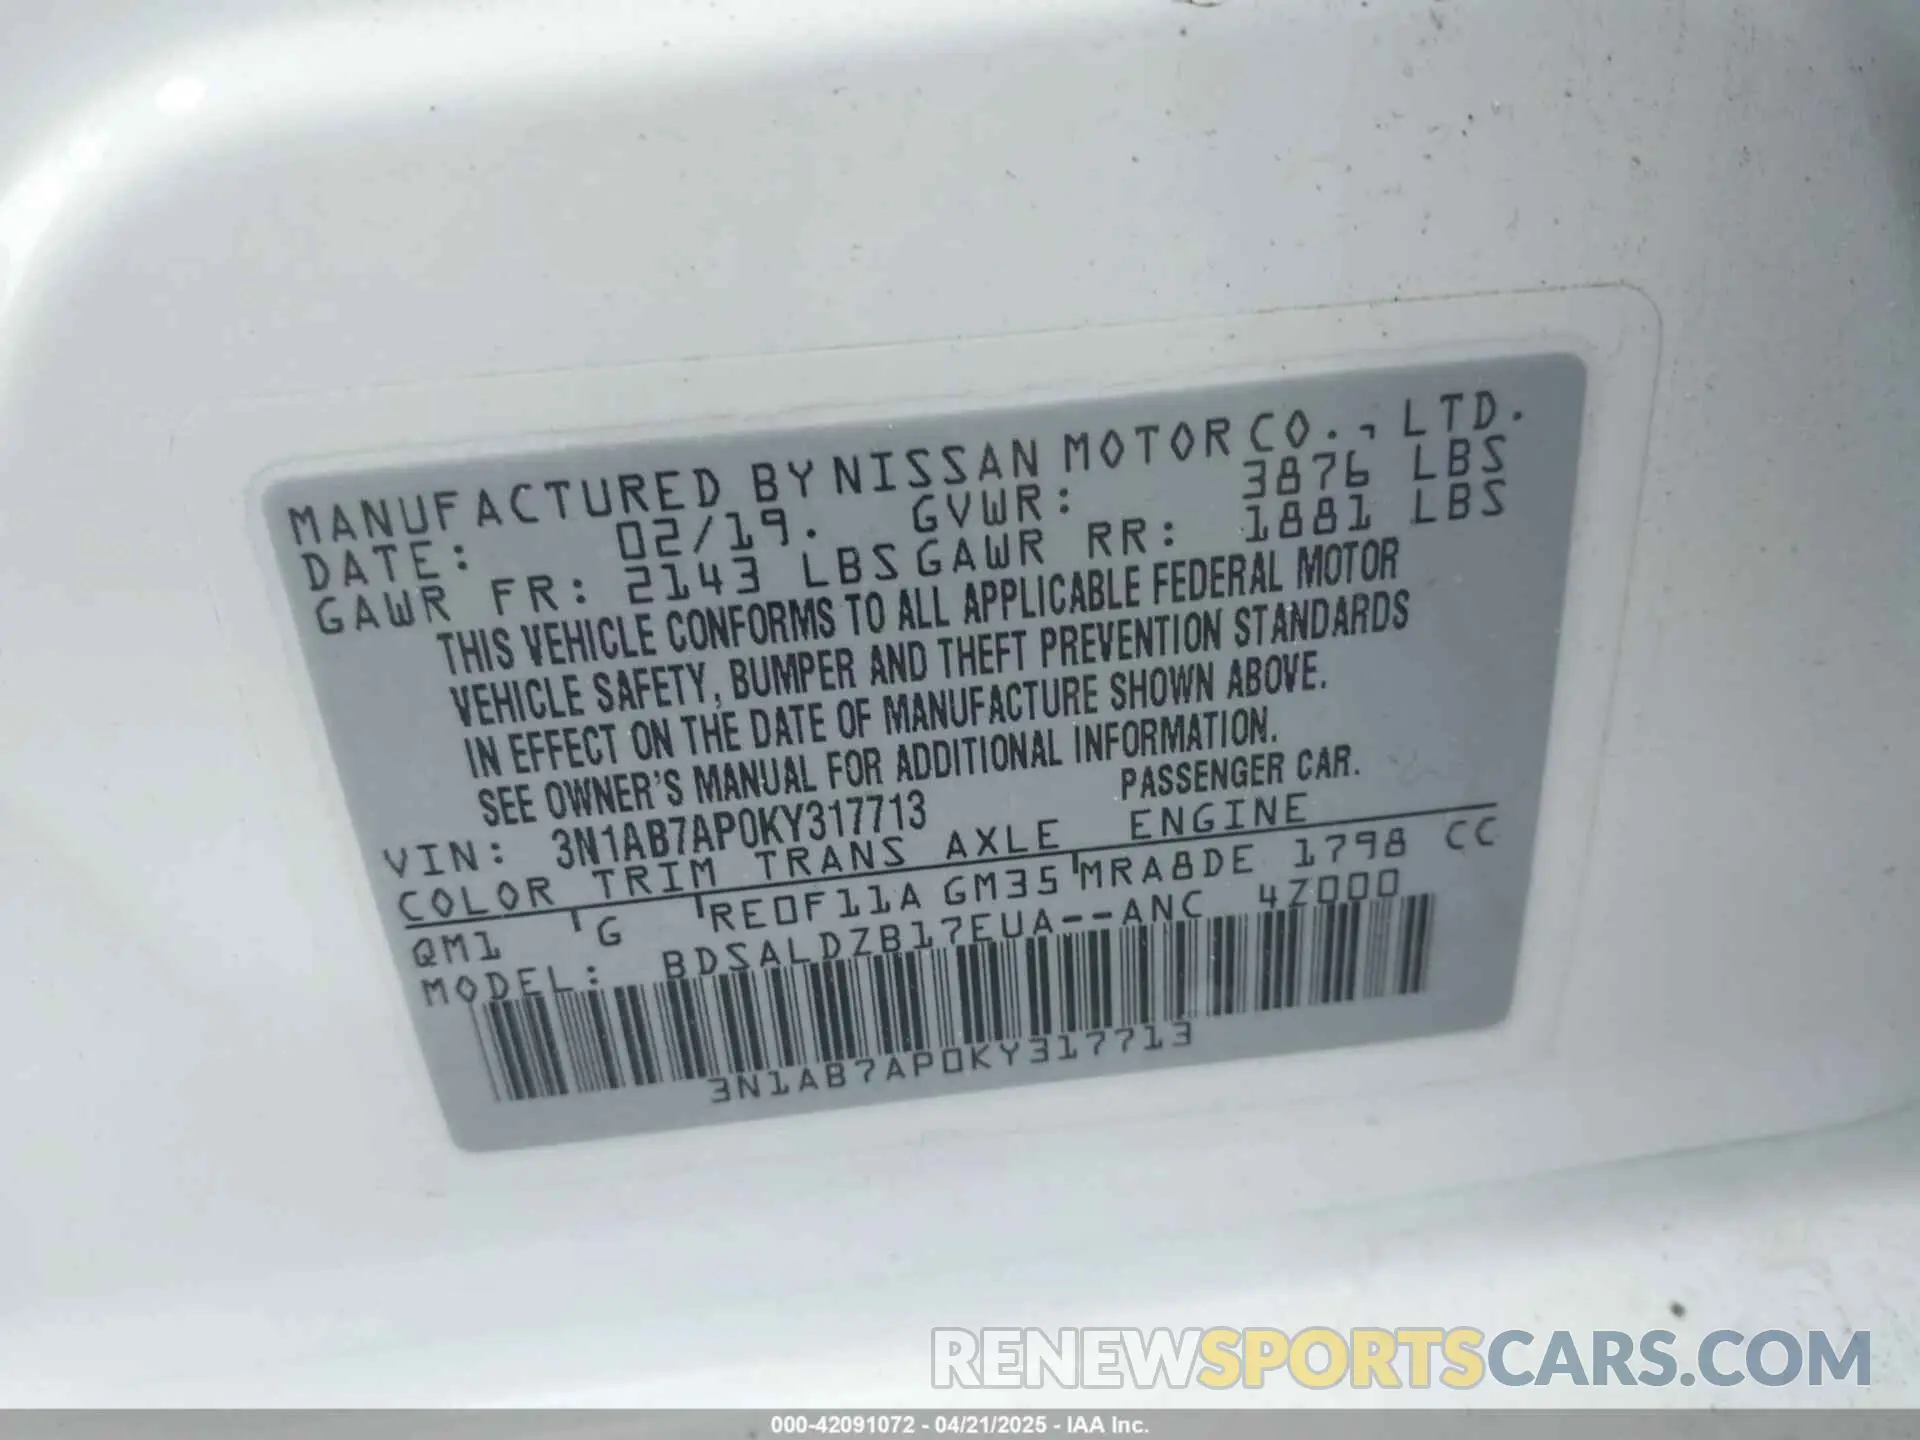 MANUFACTURED BY NISSAN MOTOR CO., LTD.
DATE: 02/19. GVWR: 3876 LBS
GAWR FR: 2143 LBS GAWR RR: 1881 LBS
THIS VEHICLE CONFORMS TO ALL APPLICABLE FEDERAL MOTOR
VEHICLE SAFETY, BUMPER AND THEFT PREVENTION STANDARDS
IN EFFECT ON THE DATE OF MANUFACTURE SHOWN ABOVE.
SEE OWNER'S MANUAL FOR ADDITIONAL INFORMATION.
VIN: 3N1AB7AP0KY317713 PASSENGER CAR.
COLOR TRIM TRANS AXLE ENGINE
QM1 G RE0F11A GM35 MRA8DE 1798 CC
MODEL: BDSALDZB17EUA--ANC 4Z000
3N1AB7AP0KY317713
RENEWSPORTSCARS.COM
000-42091072 - 04/21/2025 - IAA Inc.